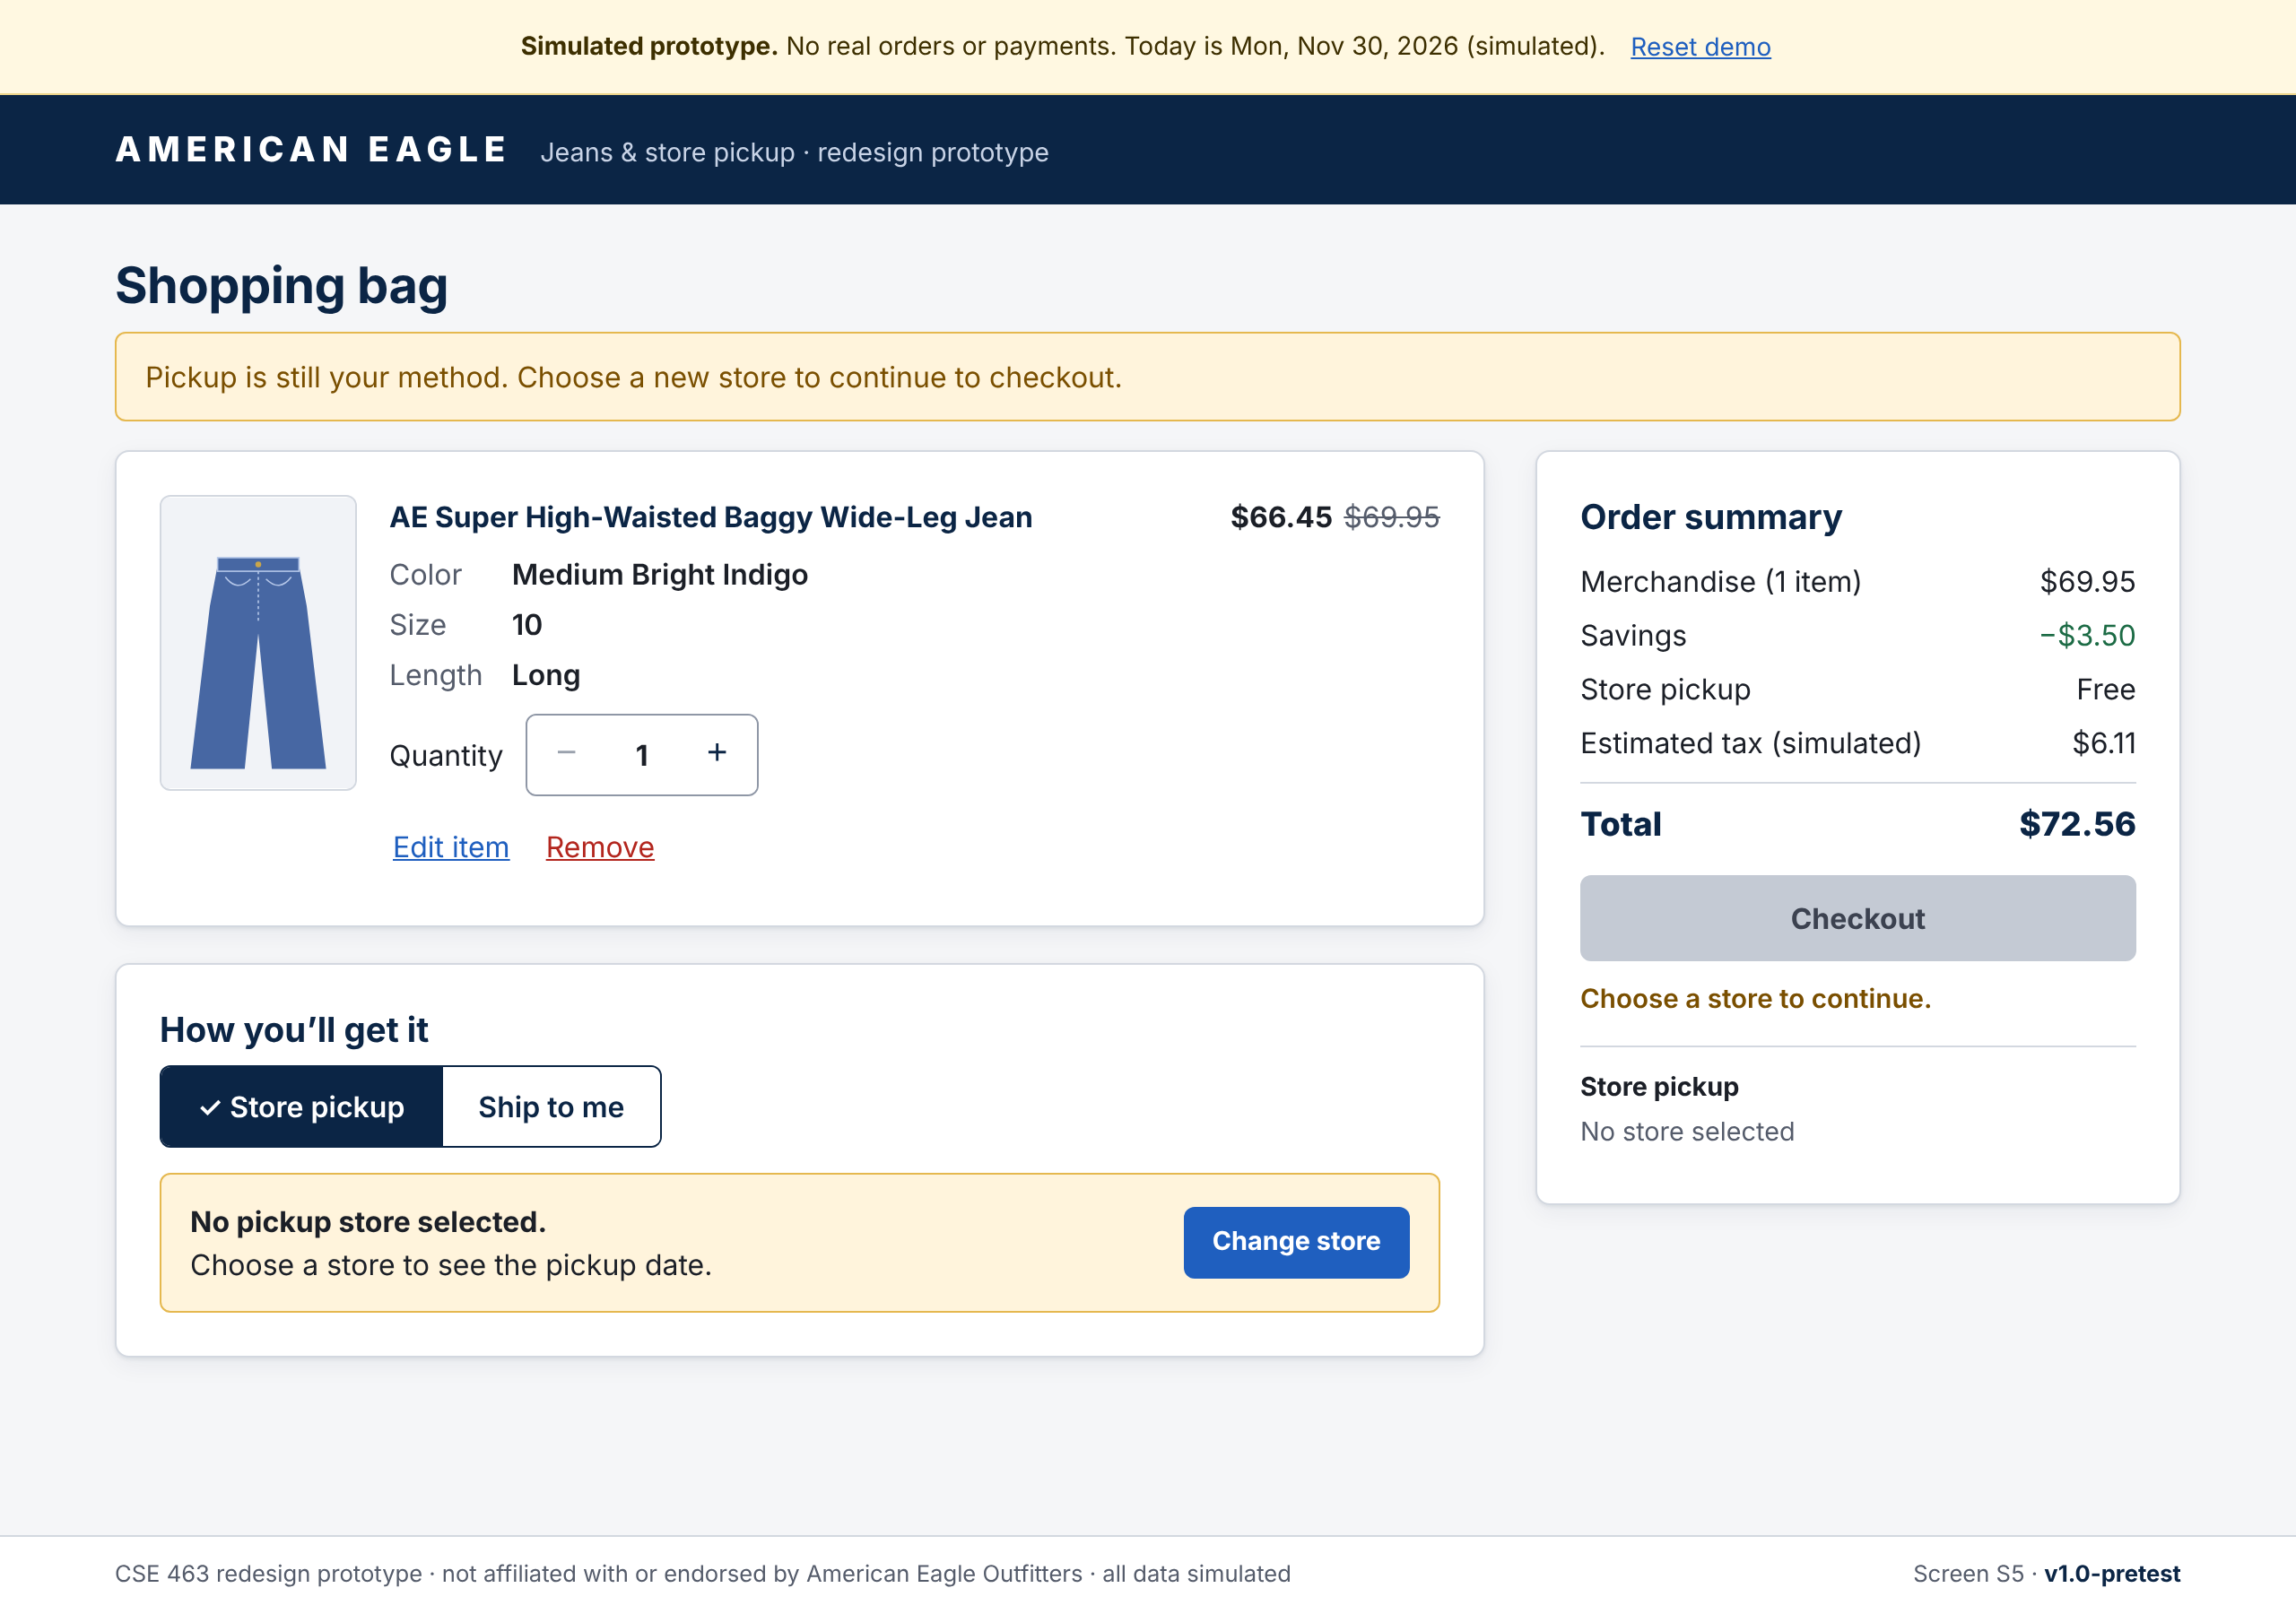 Simulated prototype. No real orders or payments. Today is Mon, Nov 30, 2026 (simulated). Reset demo
AMERICAN EAGLE Jeans & store pickup · redesign prototype
Shopping bag
Pickup is still your method. Choose a new store to continue to checkout.
AE Super High-Waisted Baggy Wide-Leg Jean $66.45 $69.95
Color Medium Bright Indigo
Size 10
Length Long
Quantity − 1 +
Edit item Remove
How you’ll get it
✓ Store pickup Ship to me
No pickup store selected.
Choose a store to see the pickup date.
Change store
Order summary
Merchandise (1 item) $69.95
Savings −$3.50
Store pickup Free
Estimated tax (simulated) $6.11
Total $72.56
Checkout
Choose a store to continue.
Store pickup
No store selected
CSE 463 redesign prototype · not affiliated with or endorsed by American Eagle Outfitters · all data simulated
Screen S5 · v1.0-pretest